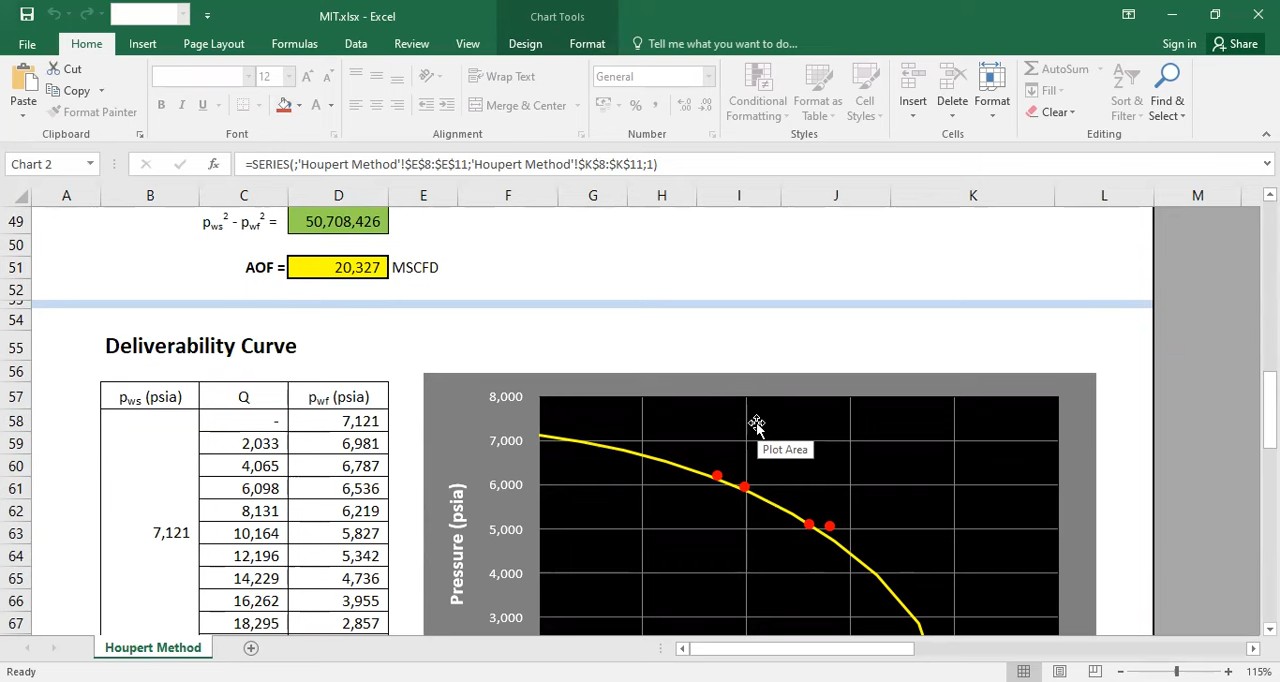 MIT.xlsx - Excel
Chart Tools
File
Home
Insert
Page Layout
Formulas
Data
Review
View
Design
Format
Tell me what you want to do...
Sign in
Share
Paste
Cut
Copy
Format Painter
Clipboard
12
B I U
Font
Wrap Text
Merge & Center
Alignment
General
%
Number
Conditional Formatting
Format as Table
Cell Styles
Styles
Insert
Delete
Format
Cells
AutoSum
Fill
Clear
Sort & Filter
Find & Select
Editing
Chart 2
fx
=SERIES(;'Houpert Method'!$E$8:$E$11;'Houpert Method'!$K$8:$K$11;1)
A B C D E F G H I J K L M
49 pws² - pwf² = 50,708,426
50
51 AOF = 20,327 MSCFD
52
53
54
55 Deliverability Curve
56
57 pws (psia) Q pwf (psia)
58 - 7,121
59 2,033 6,981
60 4,065 6,787
61 6,098 6,536
62 8,131 6,219
63 7,121 10,164 5,827
64 12,196 5,342
65 14,229 4,736
66 16,262 3,955
67 18,295 2,857
Pressure (psia)
8,000
7,000
6,000
5,000
4,000
3,000
Plot Area
Houpert Method
Ready
115%